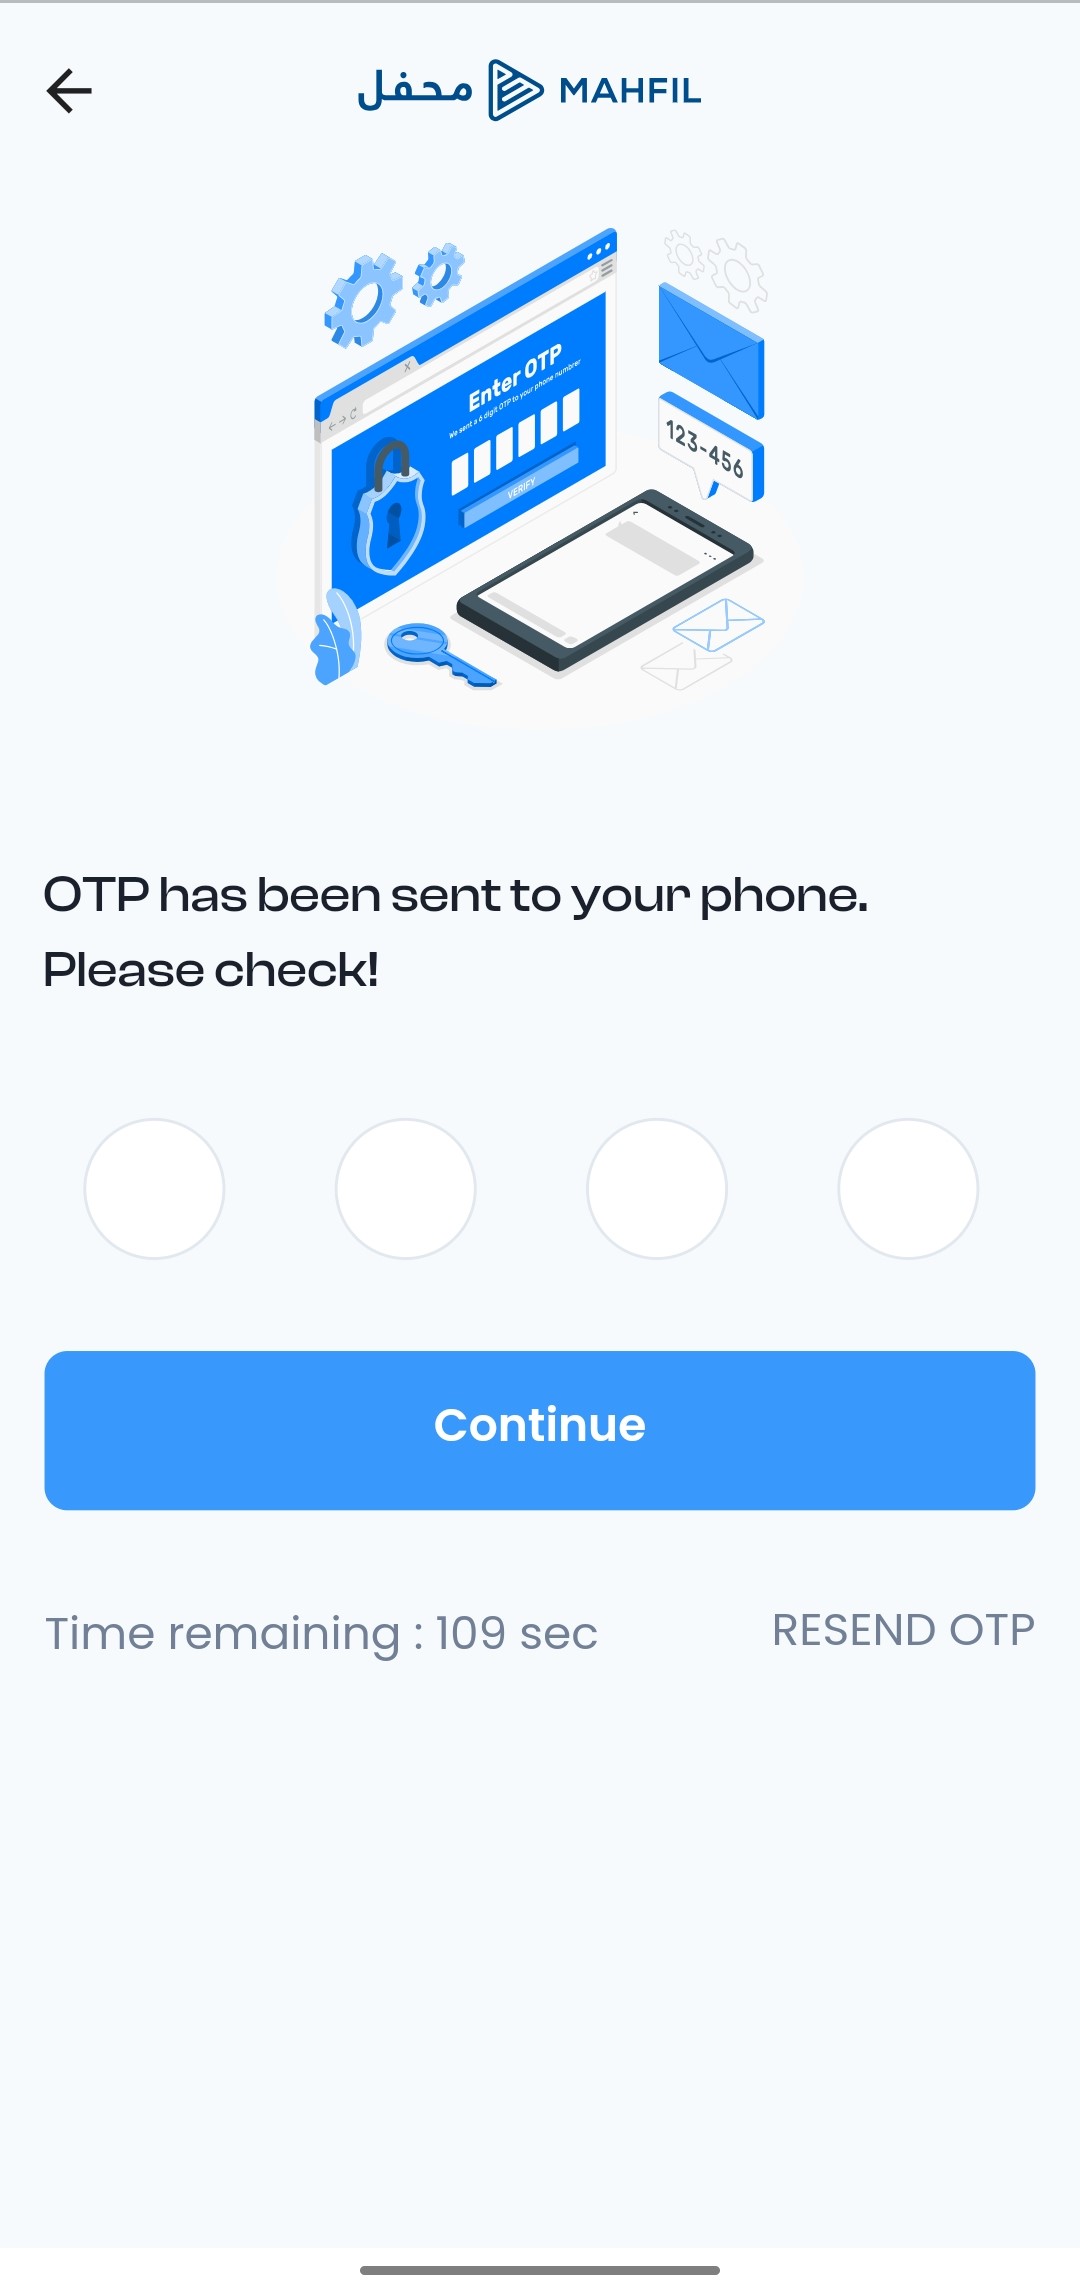 محفل MAHFIL
Enter OTP
We sent a 6 digit OTP to your phone number
VERIFY
123-456
OTP has been sent to your phone.
Please check!
Continue
Time remaining : 109 sec
RESEND OTP